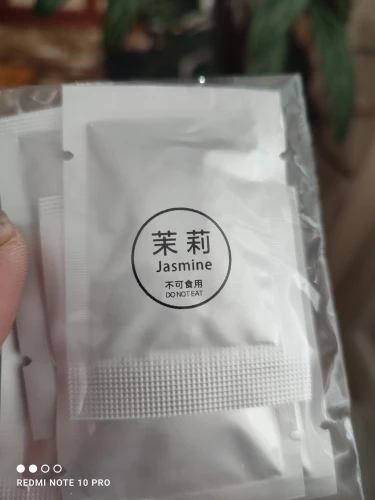 茉莉
Jasmine
不可食用
DO NOT EAT
REDMI NOTE 10 PRO